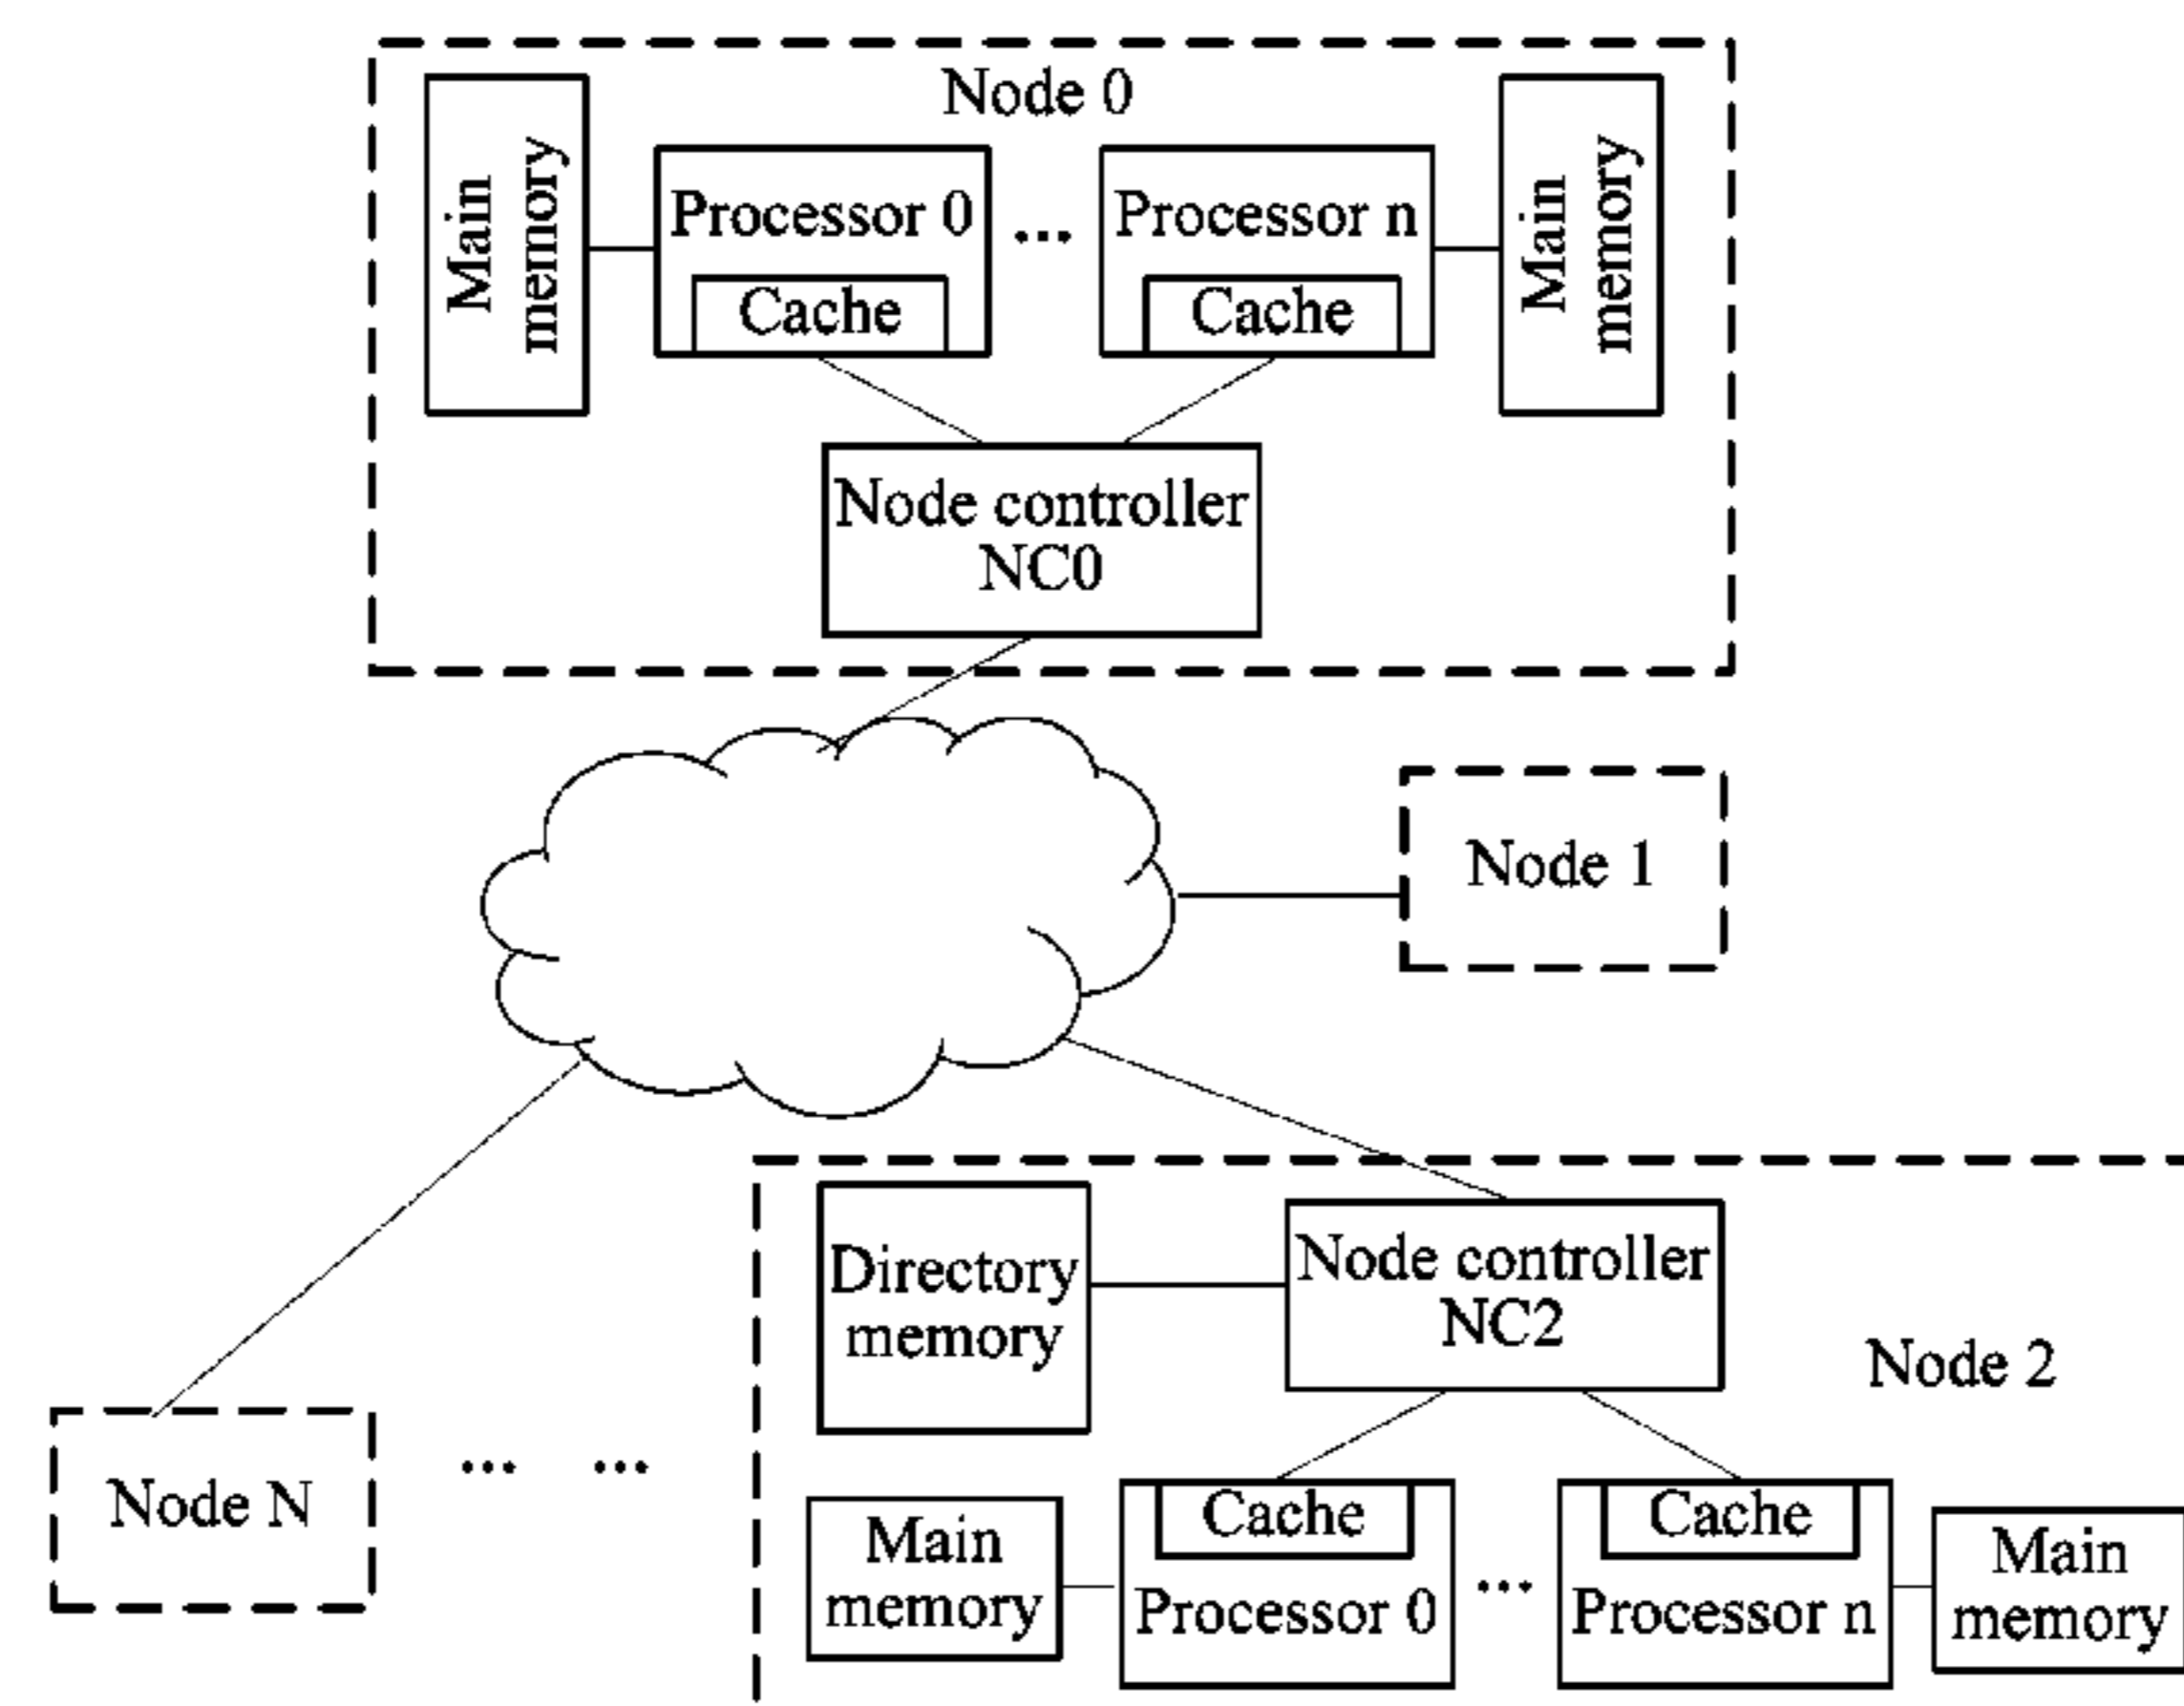 Node 0
Main
memory
Processor 0
...
Processor n
Main
memory
Cache
Cache
Node controller
NC0
Node 1
Directory
memory
Node controller
NC2
Node 2
Node N
... ...
Main
memory
Cache
Processor 0
...
Cache
Processor n
Main
memory